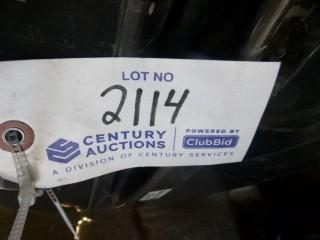 LOT NO
2114
CENTURY
AUCTIONS
POWERED BY
ClubBid
A DIVISION OF CENTURY SERVICES